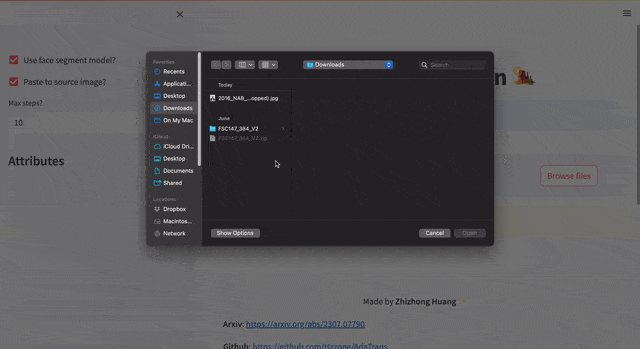 Use face segment model?
Paste to source image?
Max steps?
10
Attributes
Favorites
Recents
Applicati...
Desktop
Downloads
On My Mac
iCloud
iCloud Dri...
Desktop
Documents
Shared
Locations
Dropbox
Macintos...
Network
Downloads
Search
Today
2016_NAB_...opped).jpg
June
FSC147_384_V2
FSC147_384_V2.zip
Show Options
Cancel
Open
Browse files
Made by Zhizhong Huang
Arxiv: https://arxiv.org/abs/2307.07790
Github: https://github.com/Hzzone/AdaTrans